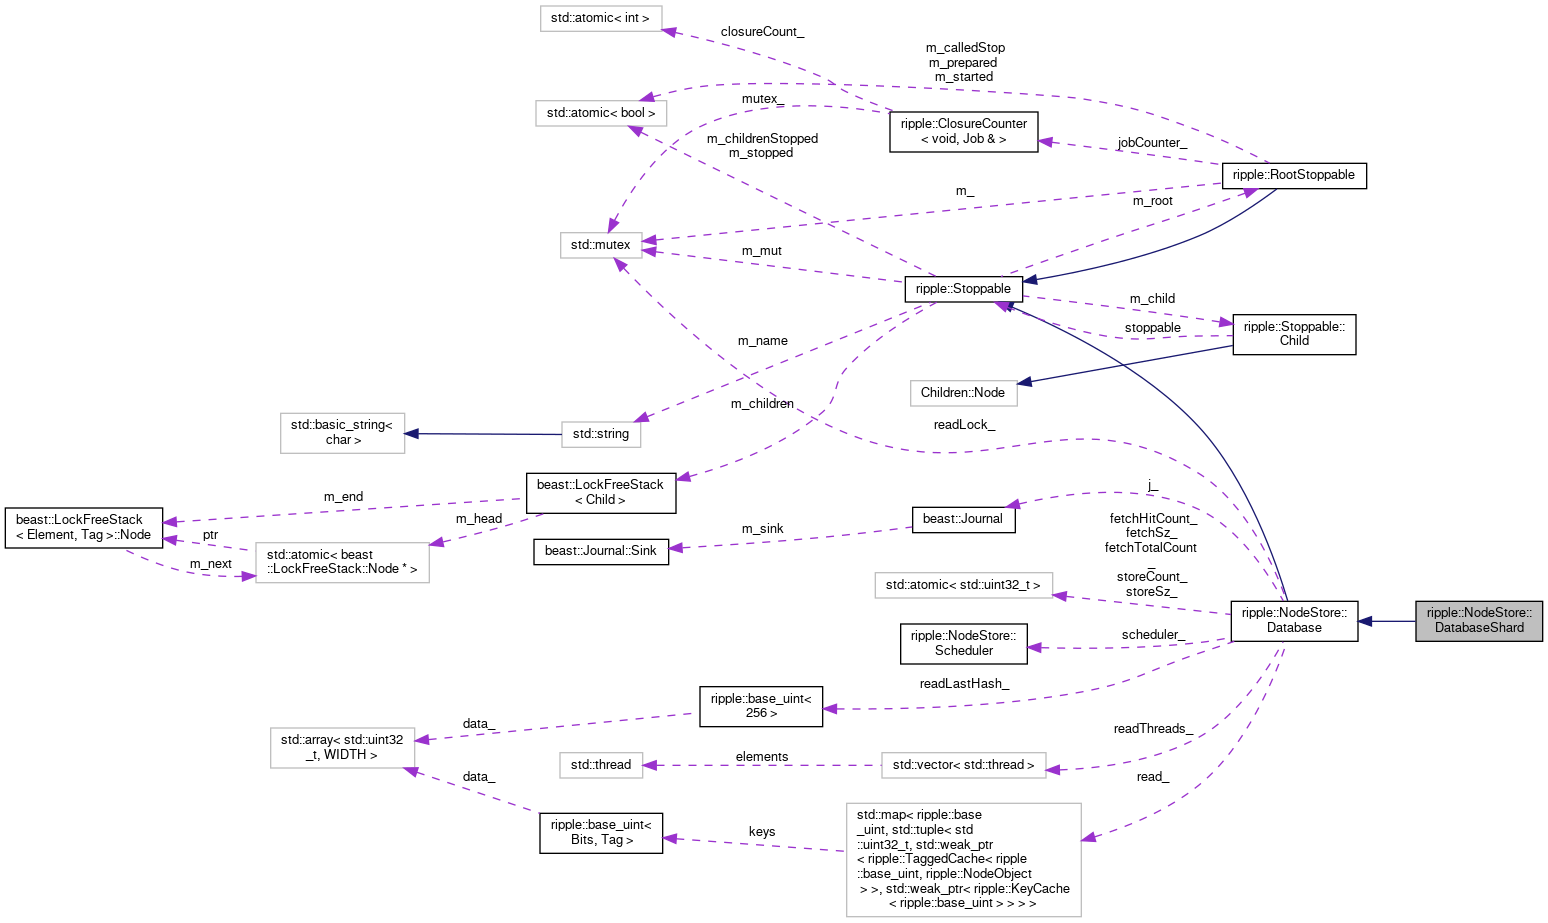 std::atomic< int >
closureCount_
m_calledStop
m_prepared
m_started
std::atomic< bool >
mutex_
ripple::ClosureCounter
< void, Job & >
m_childrenStopped
m_stopped
jobCounter_
ripple::RootStoppable
m_
m_root
std::mutex
m_mut
ripple::Stoppable
m_child
stoppable
ripple::Stoppable::
Child
m_name
Children::Node
m_children
std::basic_string<
char >
std::string
readLock_
beast::LockFreeStack
< Child >
m_end
j_
beast::LockFreeStack
< Element, Tag >::Node
m_head
beast::Journal
m_sink
fetchHitCount_
fetchSz_
fetchTotalCount
_
storeCount_
storeSz_
ptr
std::atomic< beast
::LockFreeStack::Node * >
m_next
beast::Journal::Sink
std::atomic< std::uint32_t >
ripple::NodeStore::
Database
ripple::NodeStore::
DatabaseShard
ripple::NodeStore::
Scheduler
scheduler_
readLastHash_
ripple::base_uint<
256 >
data_
std::array< std::uint32
_t, WIDTH >
readThreads_
std::thread
elements
std::vector< std::thread >
data_
read_
ripple::base_uint<
Bits, Tag >
keys
std::map< ripple::base
_uint, std::tuple< std
::uint32_t, std::weak_ptr
< ripple::TaggedCache< ripple
::base_uint, ripple::NodeObject
> >, std::weak_ptr< ripple::KeyCache
< ripple::base_uint > > > >